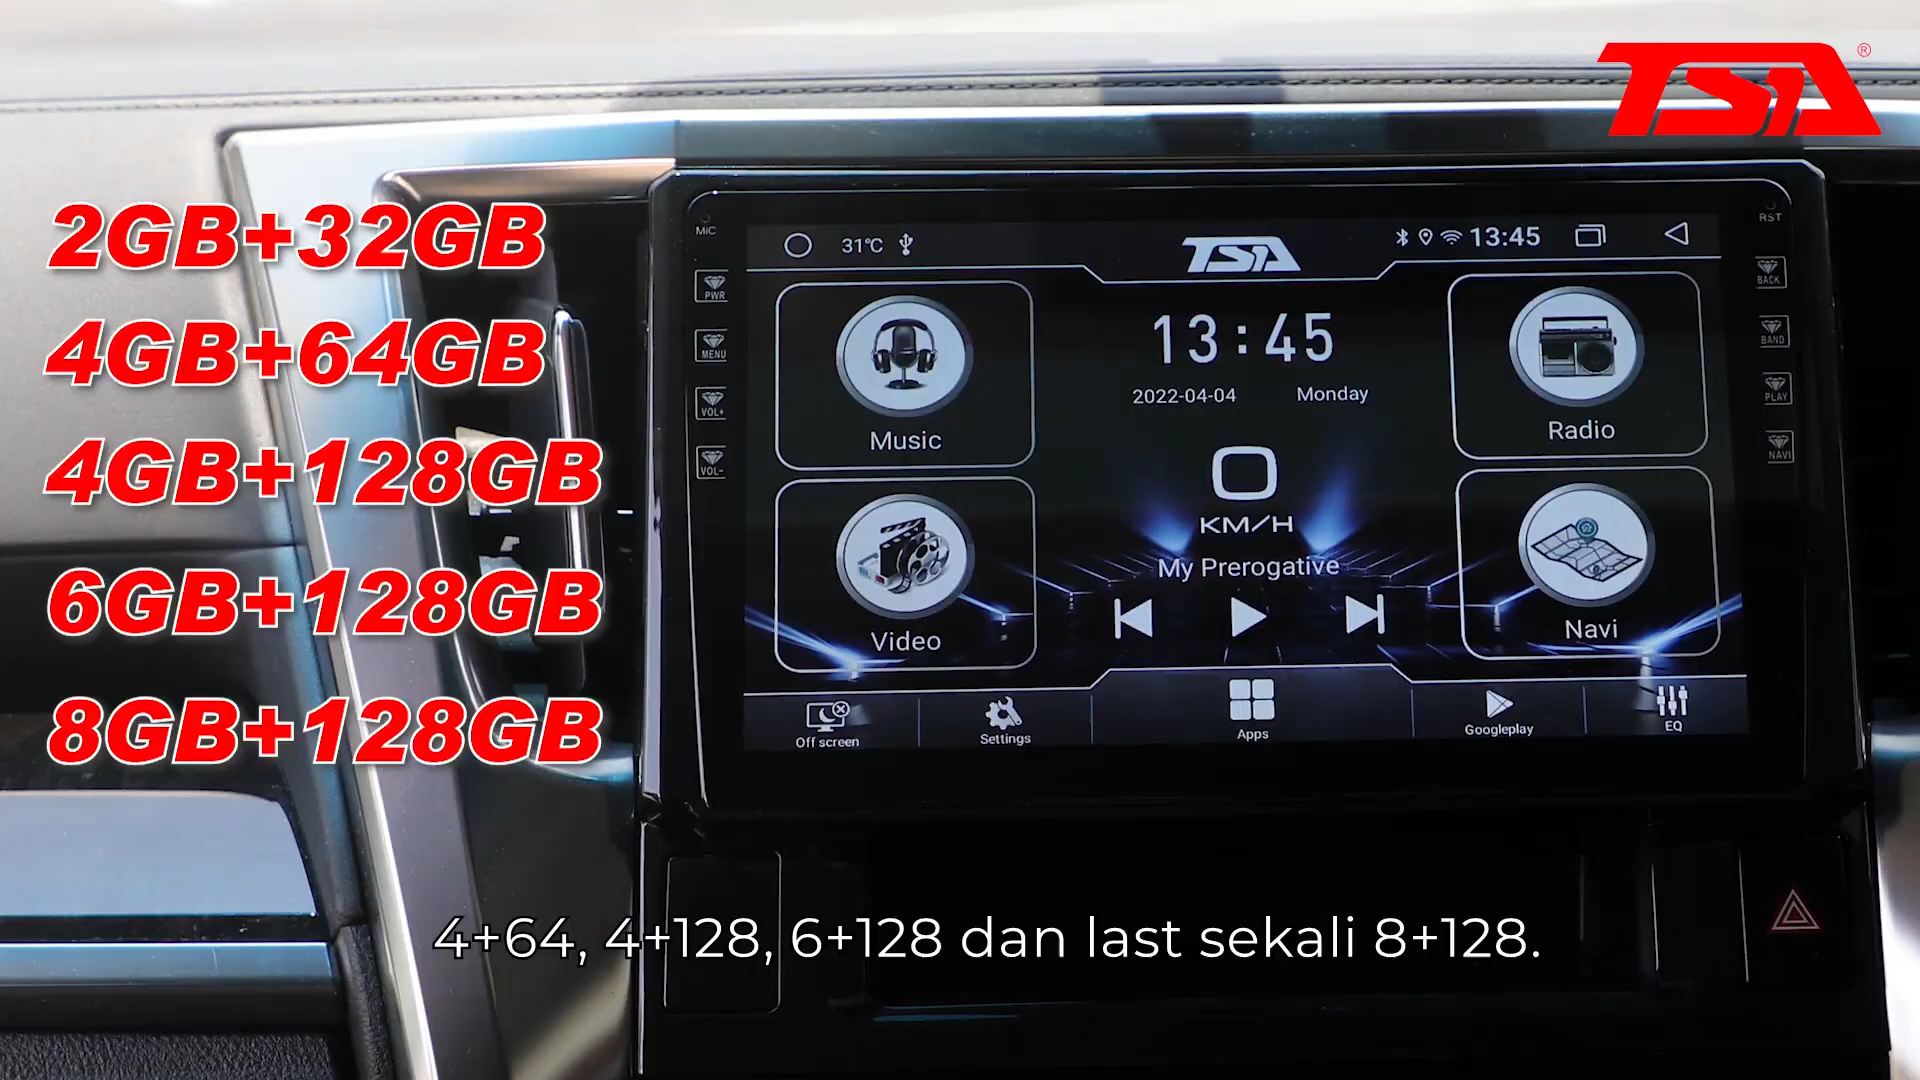 TSA®
2GB+32GB
4GB+64GB
4GB+128GB
6GB+128GB
8GB+128GB
MIC
RST
31°C
TSA
13:45
PWR
MENU
VOL+
VOL-
BACK
BAND
PLAY
NAVI
Music
13:45
2022-04-04 Monday
Radio
0
KM/H
My Prerogative
Video
Navi
Off screen
Settings
Apps
Googleplay
EQ
4+64, 4+128, 6+128 dan last sekali 8+128.